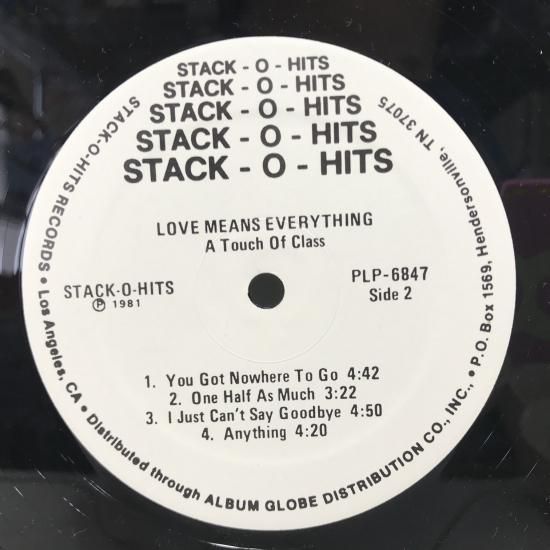 STACK - O - HITS
STACK - O - HITS
STACK - O - HITS
STACK - O - HITS
STACK - O - HITS
LOVE MEANS EVERYTHING
A Touch Of Class
STACK-O-HITS
Ⓟ 1981
PLP-6847
Side 2
1. You Got Nowhere To Go 4:42
2. One Half As Much 3:22
3. I Just Can't Say Goodbye 4:50
4. Anything 4:20
STACK-O-HITS RECORDS • Los Angeles, CA • Distributed through ALBUM GLOBE DISTRIBUTION CO., INC., • P.O. Box 1569, Hendersonville, TN 37075